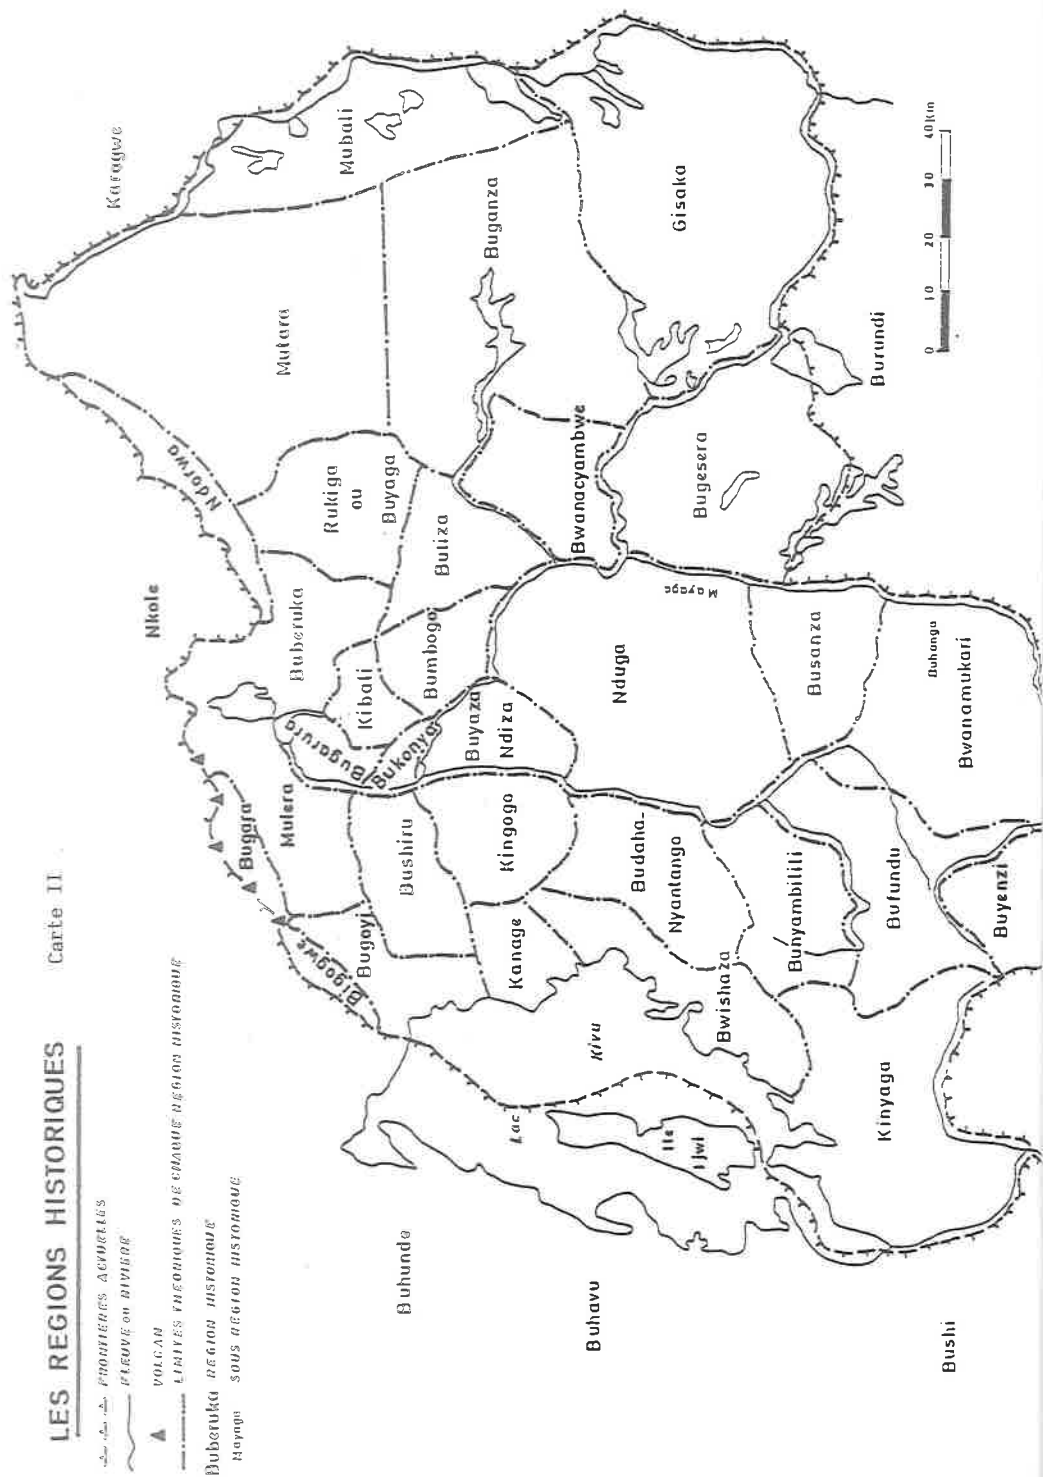 LES REGIONS HISTORIQUES
Carte II
FRONTIERES ACTUELLES
FLEUVE OU RIVIERE
VOLCAN
LIMITES THEORIQUES DE CHAQUE REGION HISTORIQUE
Buberuka REGION HISTORIQUE
Mayaga SOUS REGION HISTORIQUE
Karagwe
Nkole
Ndorwa
Mutara
Mubali
Buganza
Gisaka
Rukiga
ou
Buyaga
Buliza
Bwanacyambwe
Bugesera
Burundi
Buberuka
Kibali
Bumbogo
Bugarura
Bukonya
Buyaza
Ndiza
Nduga
Mayaga
Busanza
Buhanga
Bwanamukari
Mulera
Bugara
Bigogwe
Bugoyi
Bushiru
Kingogo
Kanage
Budaha-
Nyantango
Bwishaza
Bunyambilili
Bufundu
Buyenzi
Kinyaga
Lac
Kivu
Ile
Ijwi
Buhunde
Buhavu
Bushi
0 10 20 30 40 Km